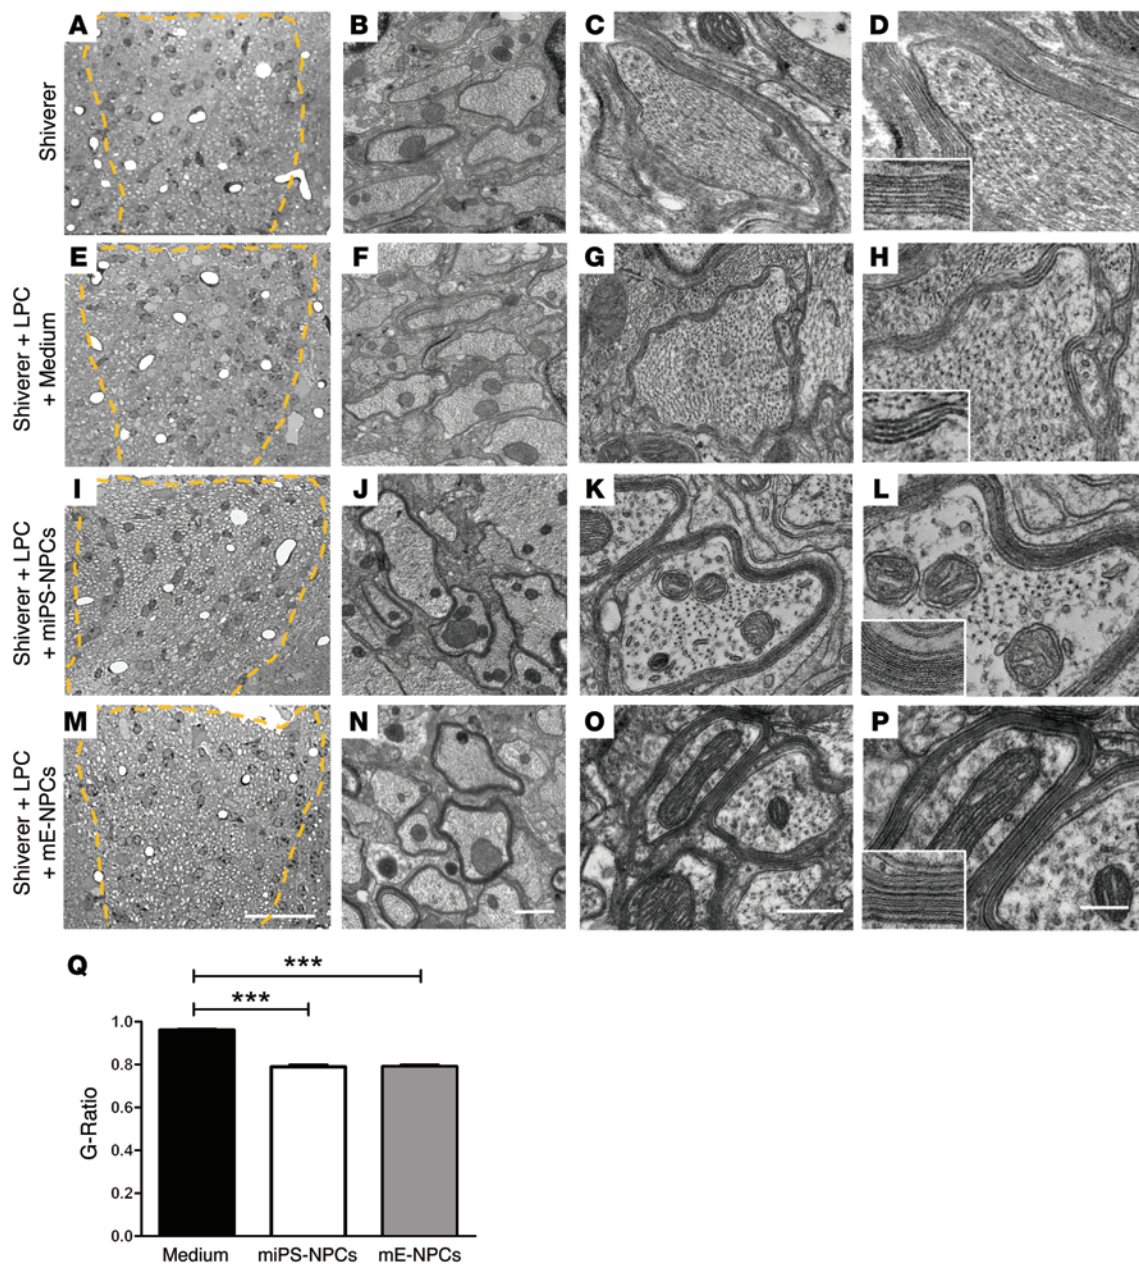 A
B
C
D
Shiverer
E
F
G
H
Shiverer + LPC
+ Medium
I
J
K
L
Shiverer + LPC
+ miPS-NPCs
M
N
O
P
Shiverer + LPC
+ mE-NPCs
Q
***
***
1.0
0.8
0.6
0.4
0.2
0.0
G-Ratio
Medium
miPS-NPCs
mE-NPCs